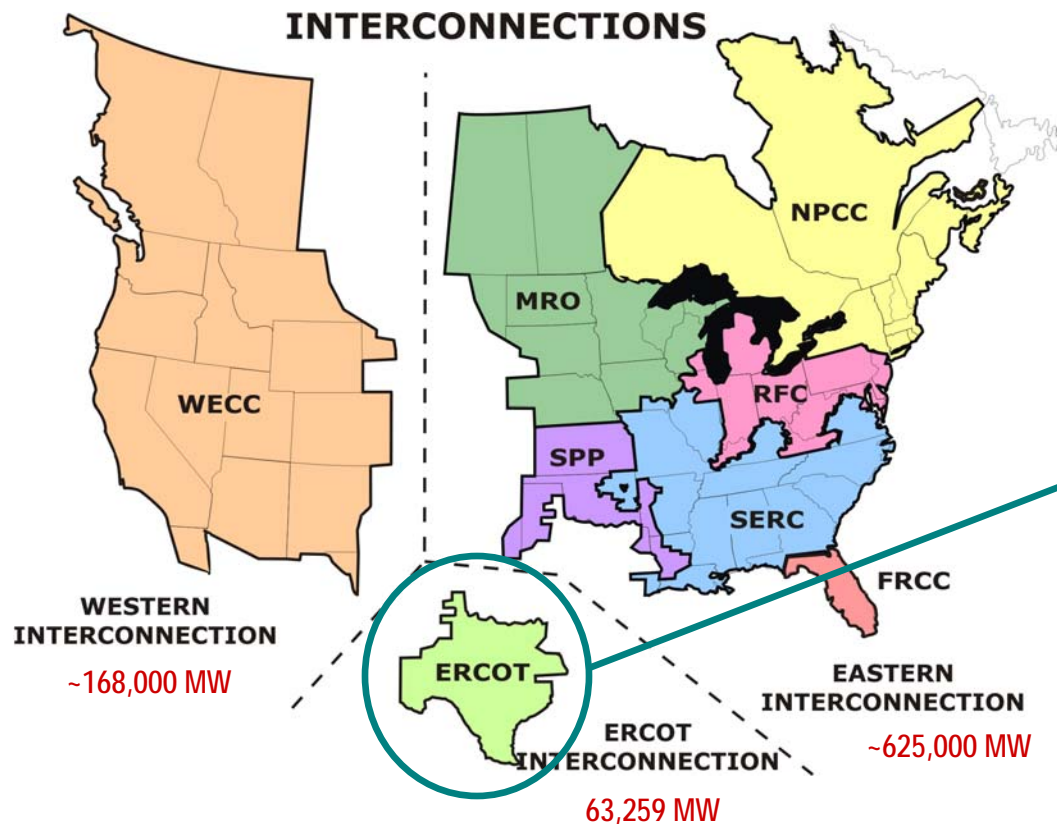 INTERCONNECTIONS
NPCC
MRO
RFC
WECC
SPP
SERC
FRCC
WESTERN
INTERCONNECTION
~168,000 MW
ERCOT
EASTERN
INTERCONNECTION
~625,000 MW
ERCOT
INTERCONNECTION
63,259 MW